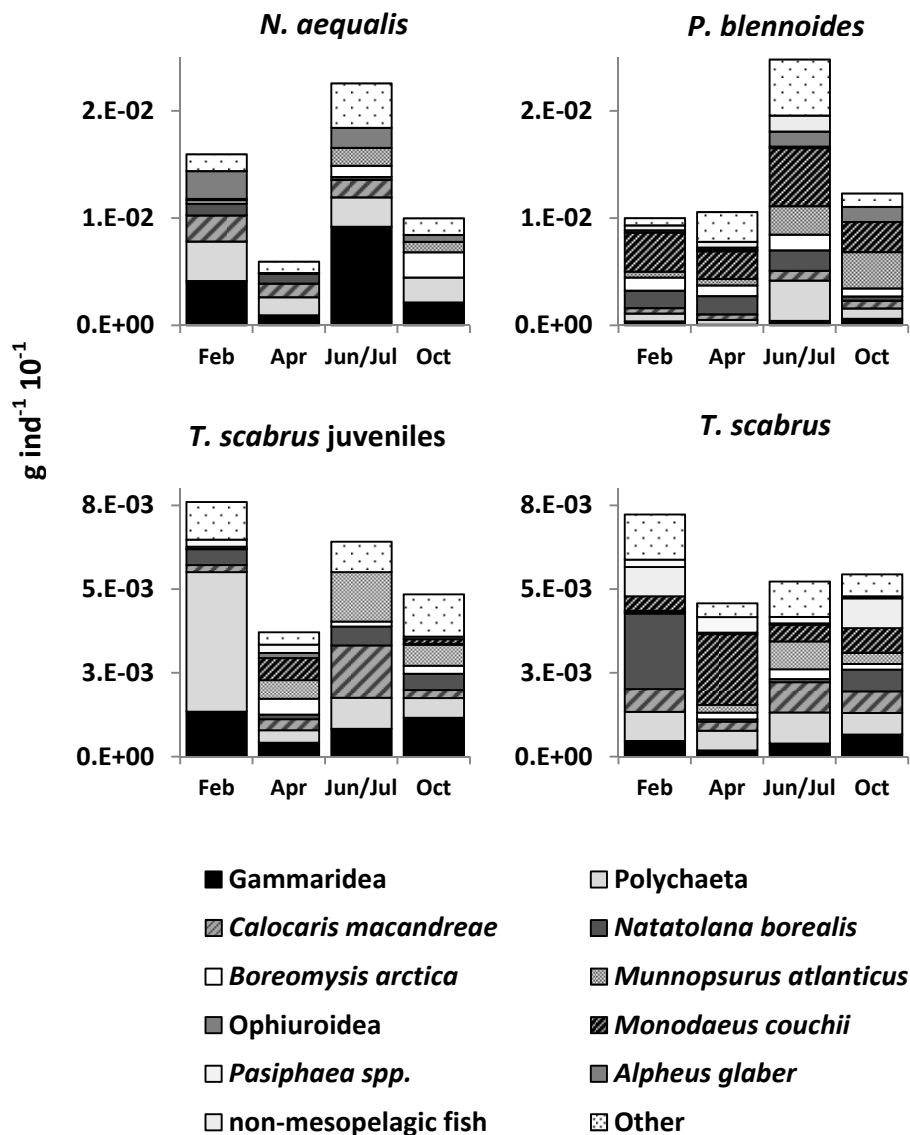 N. aequalis
P. blennoides
2.E-02
1.E-02
0.E+00
Feb Apr Jun/Jul Oct
2.E-02
1.E-02
0.E+00
Feb Apr Jun/Jul Oct
g ind⁻¹ 10⁻¹
T. scabrus juveniles
T. scabrus
8.E-03
5.E-03
3.E-03
0.E+00
Feb Apr Jun/Jul Oct
8.E-03
5.E-03
3.E-03
0.E+00
Feb Apr Jun/Jul Oct
Gammaridea
Polychaeta
Calocaris macandreae
Natatolana borealis
Boreomysis arctica
Munnopsurus atlanticus
Ophiuroidea
Monodaeus couchii
Pasiphaea spp.
Alpheus glaber
non-mesopelagic fish
Other